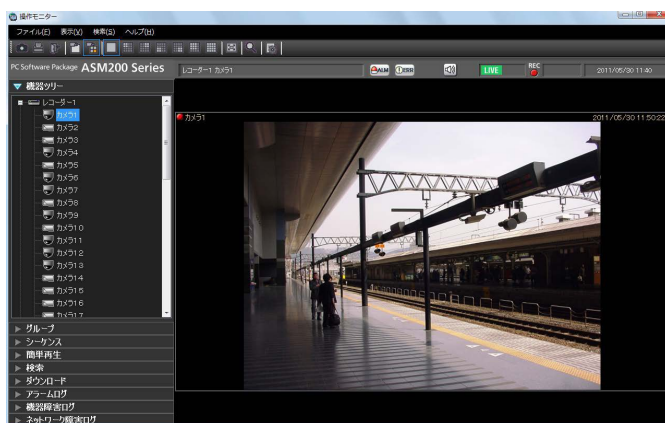 操作モニター
ファイル(F) 表示(V) 検索(S) ヘルプ(H)
PC Software Package ASM200 Series
レコーダー1 カメラ1
ALM
ERR
LIVE
REC
2011/05/30 11:40
機器ツリー
レコーダー1
カメラ1
カメラ2
カメラ3
カメラ4
カメラ5
カメラ6
カメラ7
カメラ8
カメラ9
カメラ10
カメラ11
カメラ12
カメラ13
カメラ14
カメラ15
カメラ16
カメラ17
グループ
シーケンス
簡単再生
検索
ダウンロード
アラームログ
機器障害ログ
ネットワーク障害ログ
カメラ1
2011/05/30 11:50:22